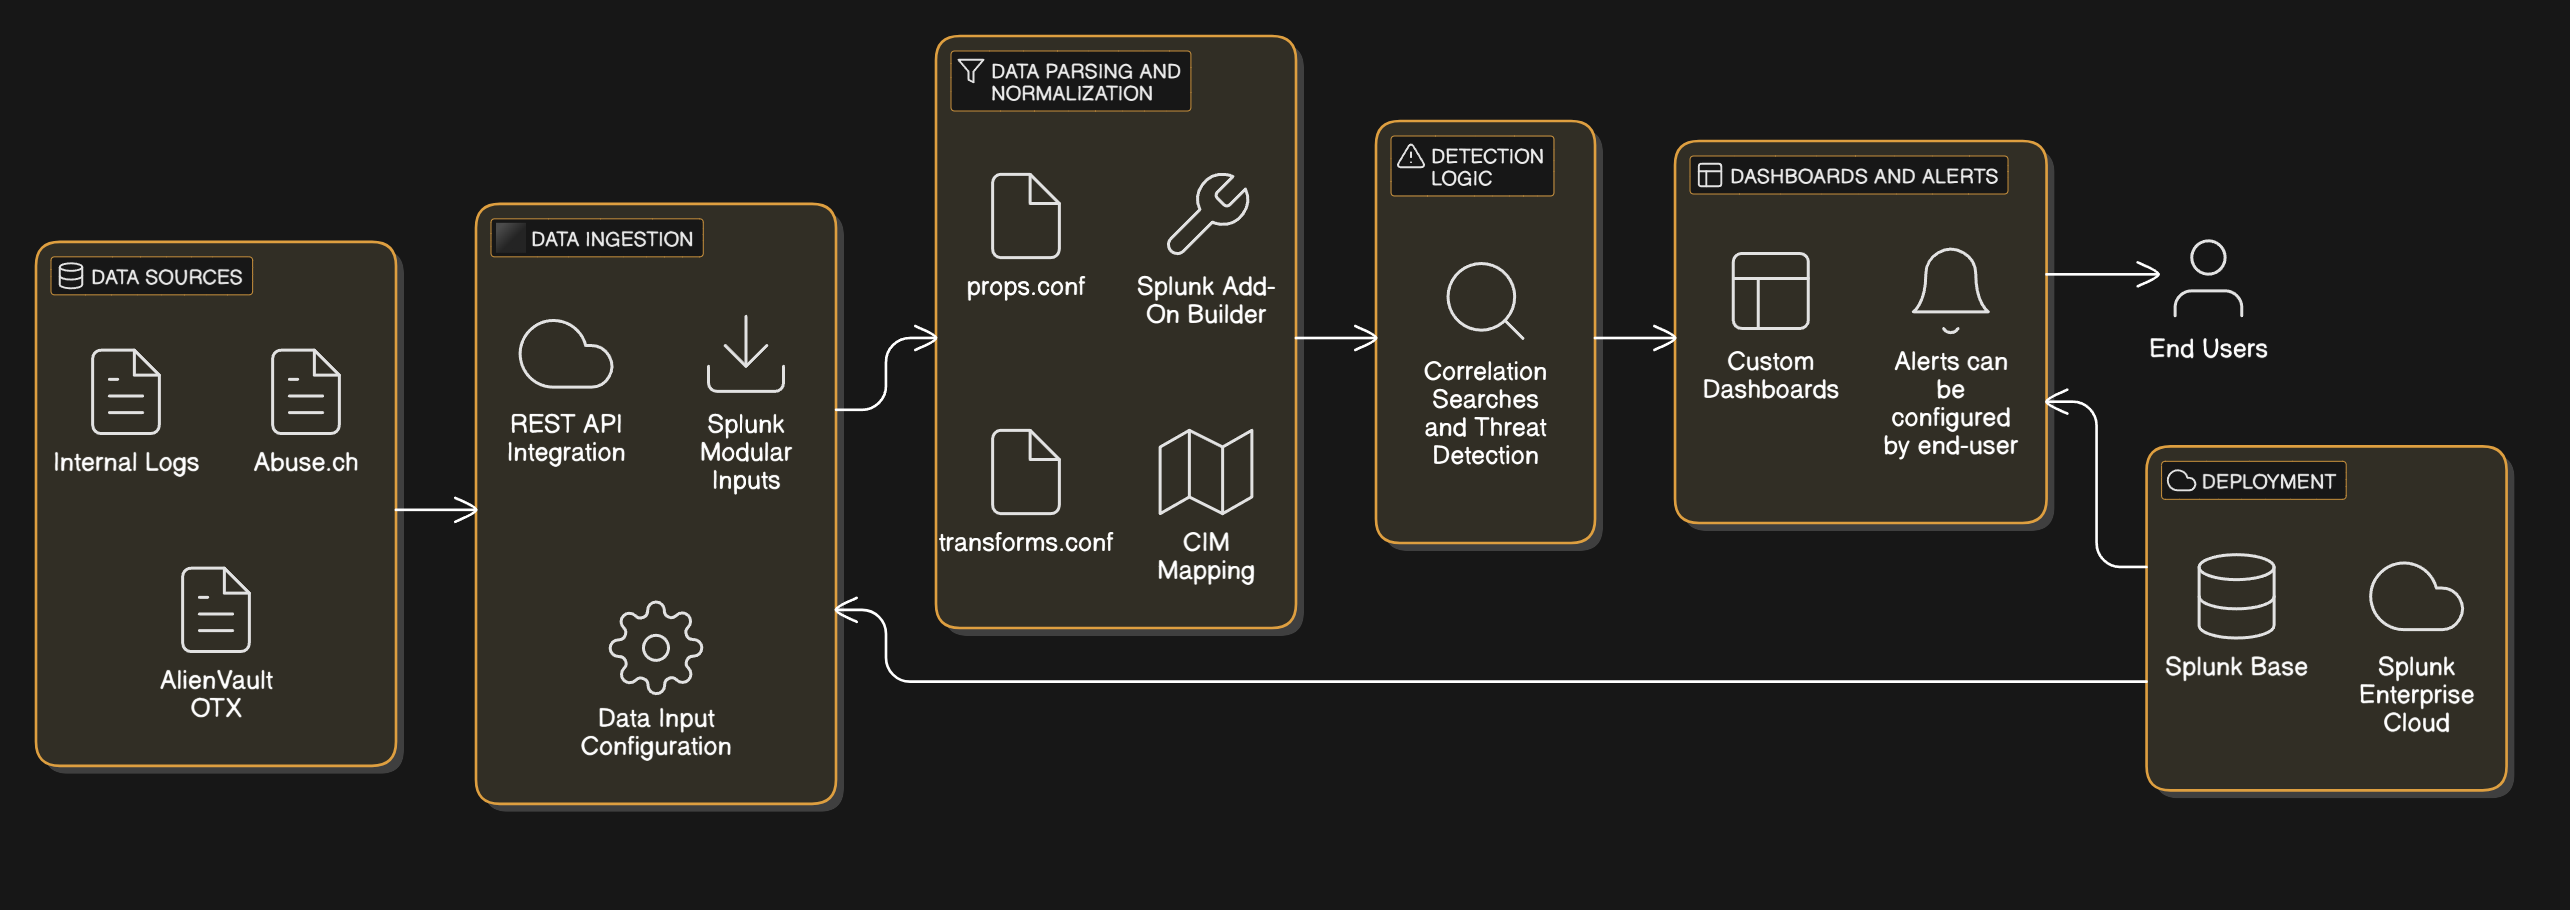 DATA SOURCES
Internal Logs
Abuse.ch
AlienVault
OTX
DATA INGESTION
REST API
Integration
Splunk
Modular
Inputs
Data Input
Configuration
DATA PARSING AND
NORMALIZATION
props.conf
Splunk Add-
On Builder
transforms.conf
CIM
Mapping
DETECTION
LOGIC
Correlation
Searches
and Threat
Detection
DASHBOARDS AND ALERTS
Custom
Dashboards
Alerts can
be
configured
by end-user
End Users
DEPLOYMENT
Splunk Base
Splunk
Enterprise
Cloud